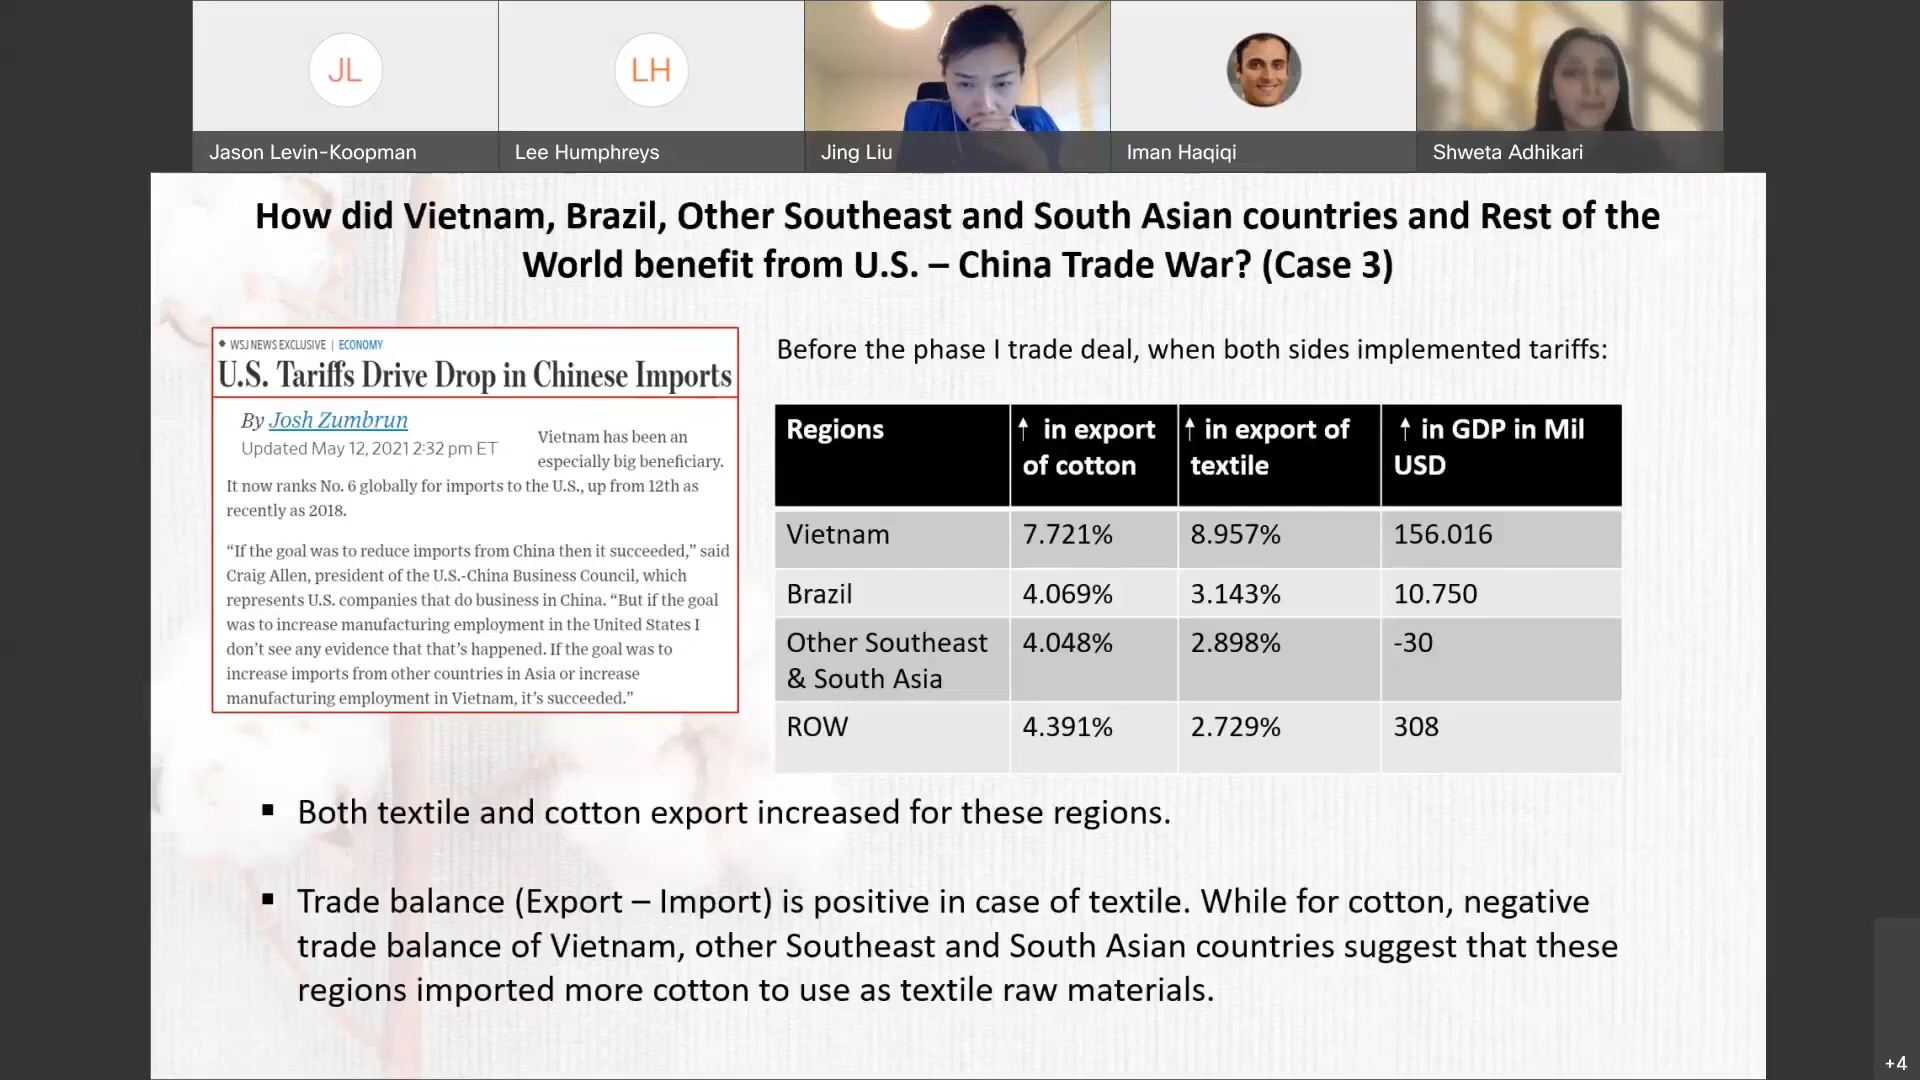 JL
LH
Jason Levin-Koopman
Lee Humphreys
Jing Liu
Iman Haqiqi
Shweta Adhikari
How did Vietnam, Brazil, Other Southeast and South Asian countries and Rest of the
World benefit from U.S. – China Trade War? (Case 3)
◆ WSJ NEWS EXCLUSIVE | ECONOMY
U.S. Tariffs Drive Drop in Chinese Imports
By Josh Zumbrun
Updated May 12, 2021 2:32 pm ET
Vietnam has been an
especially big beneficiary.
It now ranks No. 6 globally for imports to the U.S., up from 12th as
recently as 2018.
“If the goal was to reduce imports from China then it succeeded,” said
Craig Allen, president of the U.S.-China Business Council, which
represents U.S. companies that do business in China. “But if the goal
was to increase manufacturing employment in the United States I
don’t see any evidence that that’s happened. If the goal was to
increase imports from other countries in Asia or increase
manufacturing employment in Vietnam, it’s succeeded.”
Before the phase I trade deal, when both sides implemented tariffs:
Regions
↑ in export
of cotton
↑ in export of
textile
↑ in GDP in Mil
USD
Vietnam
7.721%
8.957%
156.016
Brazil
4.069%
3.143%
10.750
Other Southeast
& South Asia
4.048%
2.898%
-30
ROW
4.391%
2.729%
308
▪ Both textile and cotton export increased for these regions.
▪ Trade balance (Export – Import) is positive in case of textile. While for cotton, negative
trade balance of Vietnam, other Southeast and South Asian countries suggest that these
regions imported more cotton to use as textile raw materials.
+4